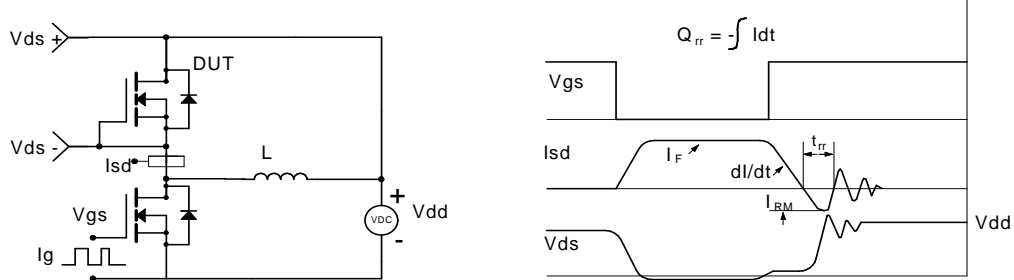 Vds +
DUT
Vds -
Isd
L
Vgs
Ig
+
VDC
-
Vdd
Q rr = - ∫ Idt
Vgs
Isd
I F
dI/dt
t rr
I RM
Vds
Vdd